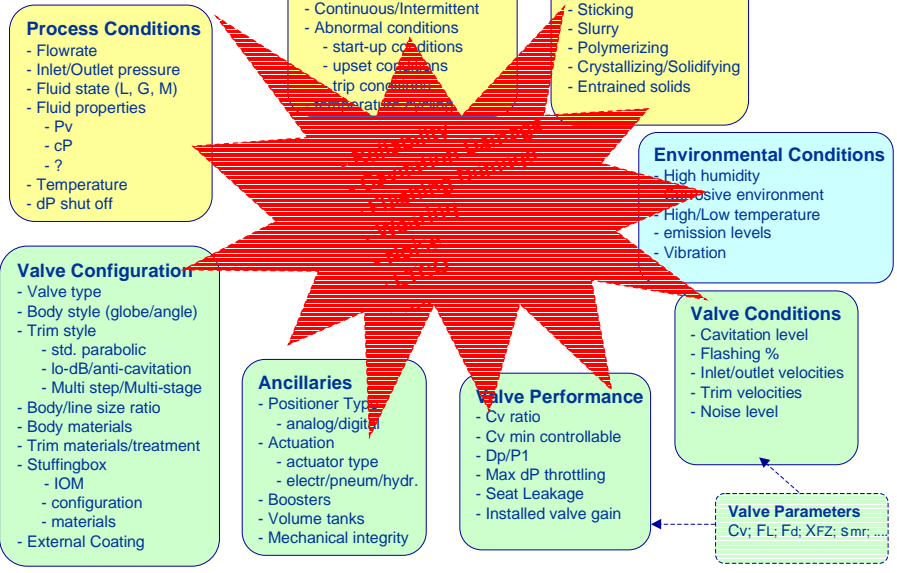 Process Conditions
- Flowrate
- Inlet/Outlet pressure
- Fluid state (L, G, M)
- Fluid properties
- Pv
- cP
- ?
- Temperature
- dP shut off
- Continuous/Intermittent
- Abnormal conditions
- start-up conditions
- upset conditions
- trip conditions
- temperature cycling
- Sticking
- Slurry
- Polymerizing
- Crystallizing/Solidifying
- Entrained solids
- Cavitation Damage
- Flashing Damage
Environmental Conditions
- High humidity
- Corrosive environment
- High/Low temperature
- emission levels
- Vibration
Valve Configuration
- Valve type
- Body style (globe/angle)
- Trim style
- std. parabolic
- lo-dB/anti-cavitation
- Multi step/Multi-stage
- Body/line size ratio
- Body materials
- Trim materials/treatment
- Stuffingbox
- IOM
- configuration
- materials
- External Coating
Ancillaries
- Positioner Type
- analog/digital
- Actuation
- actuator type
- electr/pneum/hydr.
- Boosters
- Volume tanks
- Mechanical integrity
Valve Performance
- Cv ratio
- Cv min controllable
- Dp/P1
- Max dP throttling
- Seat Leakage
- Installed valve gain
Valve Conditions
- Cavitation level
- Flashing %
- Inlet/outlet velocities
- Trim velocities
- Noise level
Valve Parameters
Cv; FL; Fd; XFZ; smr; ....